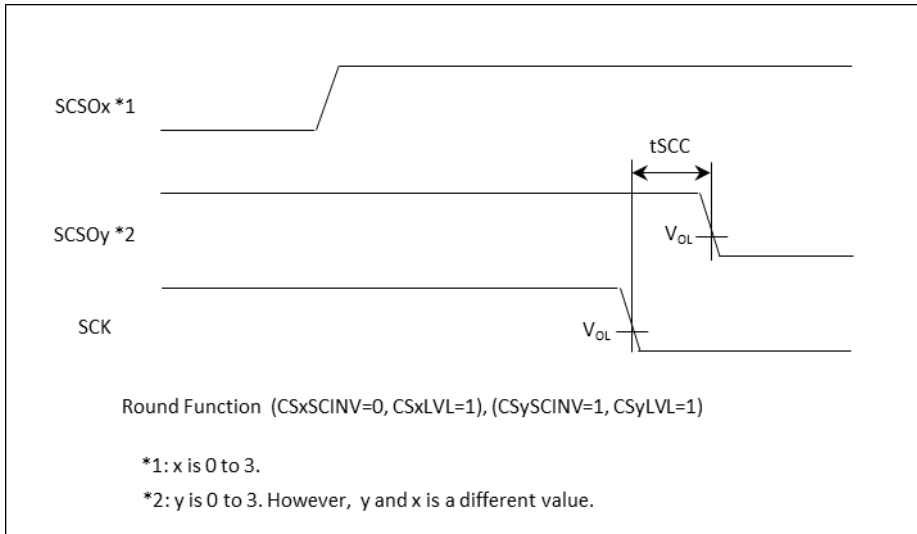 SCSOx *1
tSCC
SCSOy *2
VOL
SCK
VOL
Round Function (CSxSCINV=0, CSxLVL=1), (CSySCINV=1, CSyLVL=1)
*1: x is 0 to 3.
*2: y is 0 to 3. However, y and x is a different value.